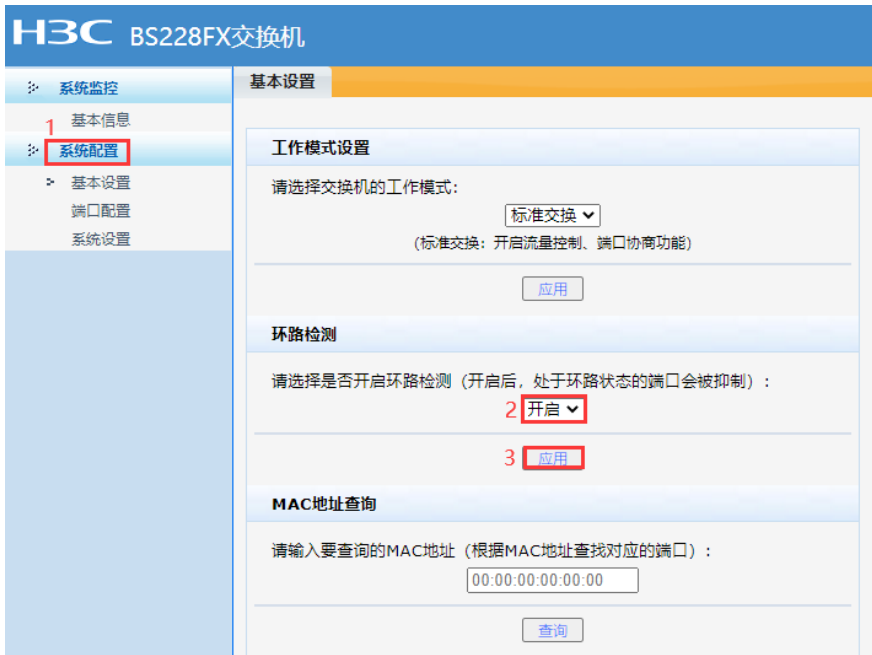 H3C BS228FX交换机
系统监控
基本信息
1
系统配置
基本设置
端口配置
系统设置
基本设置
工作模式设置
请选择交换机的工作模式：
标准交换
(标准交换：开启流量控制、端口协商功能)
应用
环路检测
请选择是否开启环路检测（开启后，处于环路状态的端口会被抑制）：
2 开启
3 应用
MAC地址查询
请输入要查询的MAC地址（根据MAC地址查找对应的端口）：
00:00:00:00:00:00
查询